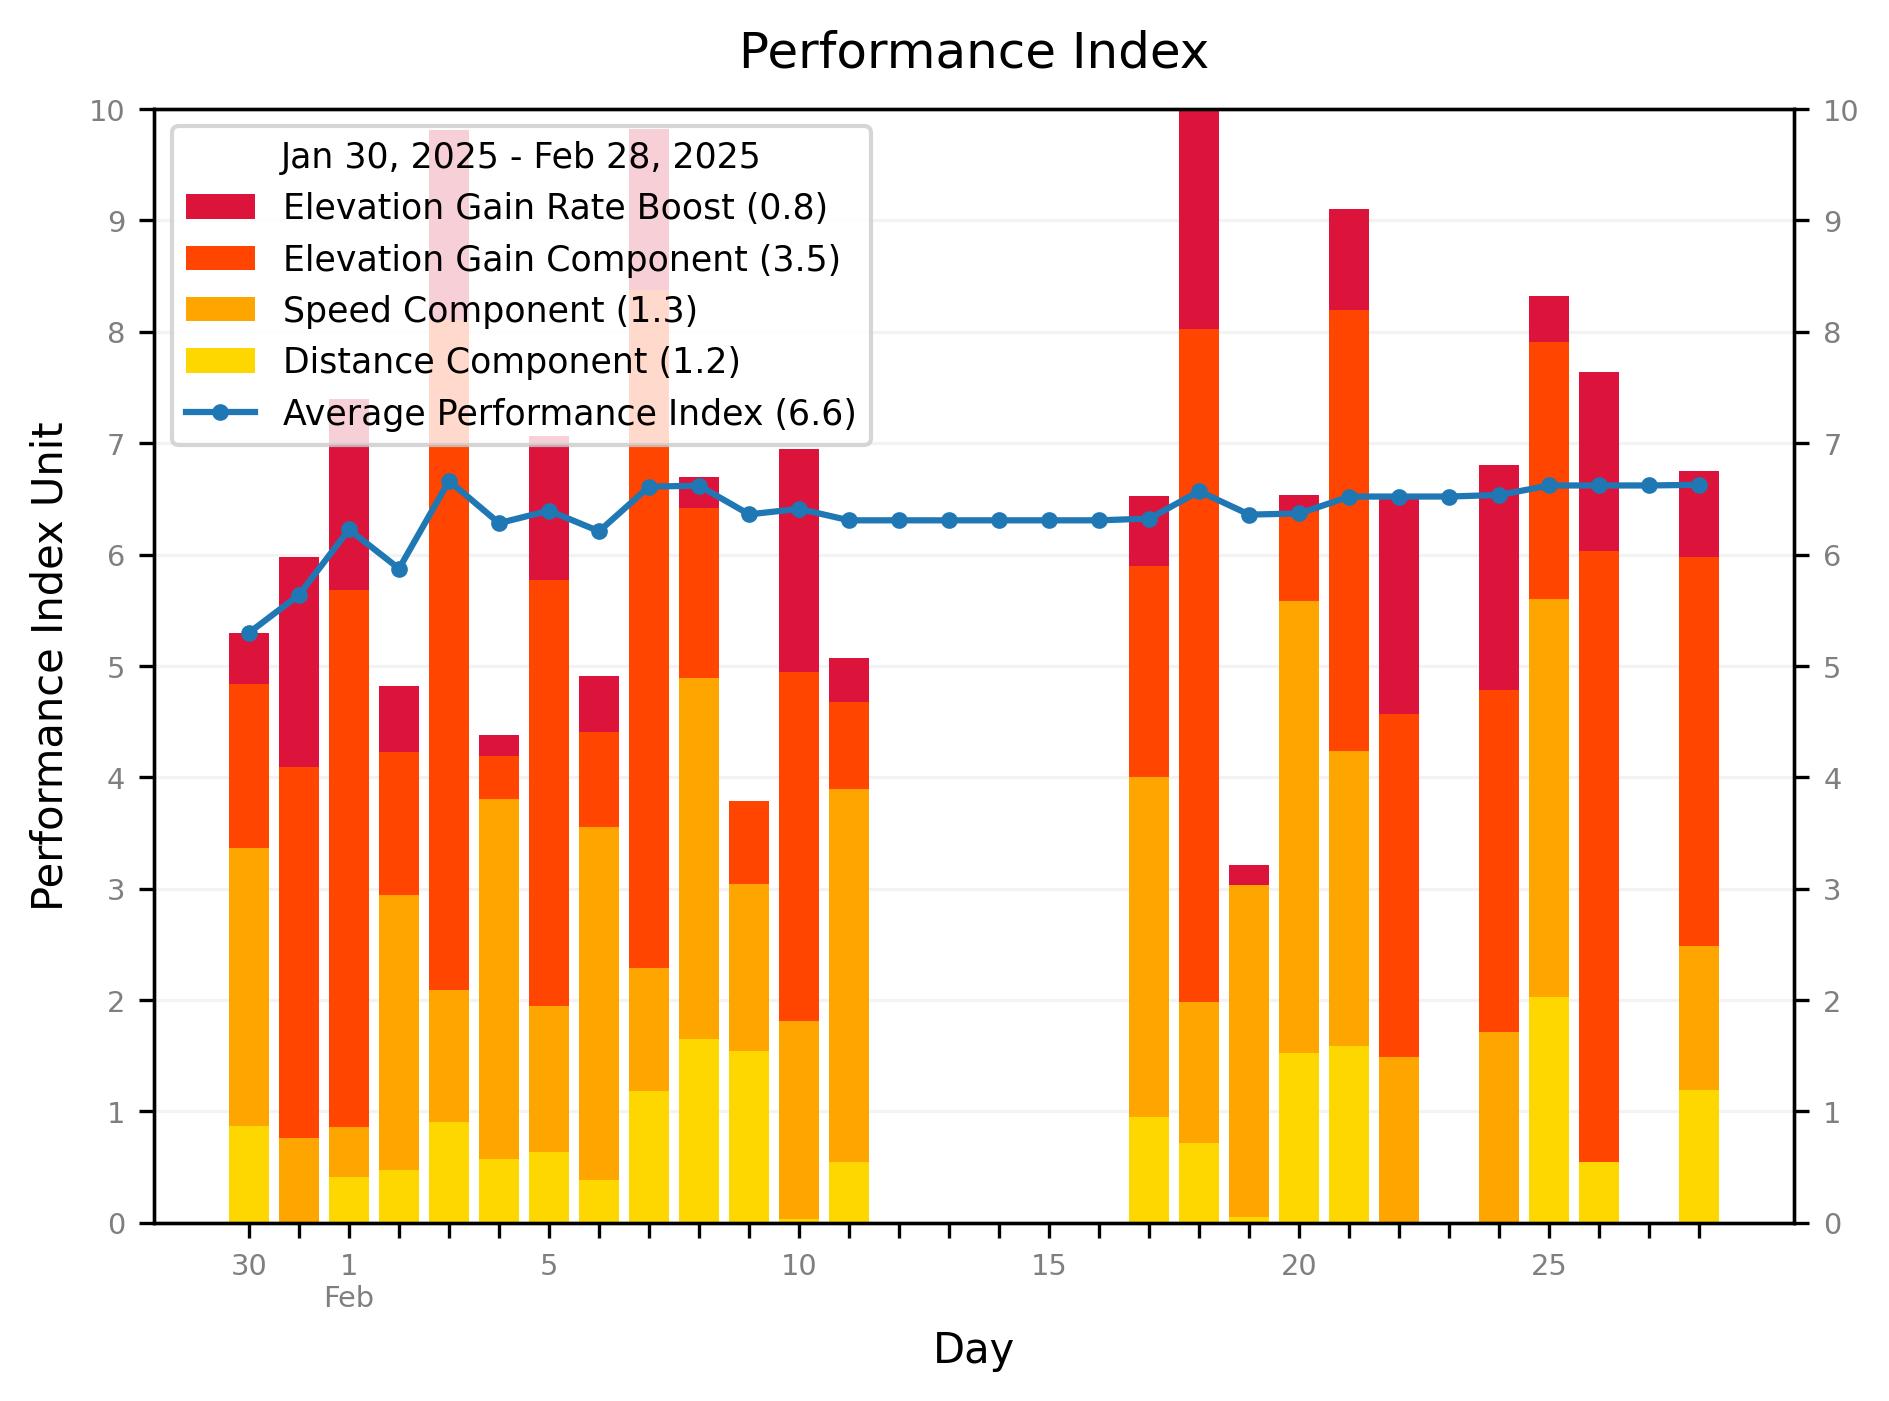 Performance Index
Jan 30, 2025 - Feb 28, 2025
Elevation Gain Rate Boost (0.8)
Elevation Gain Component (3.5)
Speed Component (1.3)
Distance Component (1.2)
Average Performance Index (6.6)
Performance Index Unit
10
9
8
7
6
5
4
3
2
1
0
10
9
8
7
6
5
4
3
2
1
0
30 1 5 10 15 20 25
Feb
Day